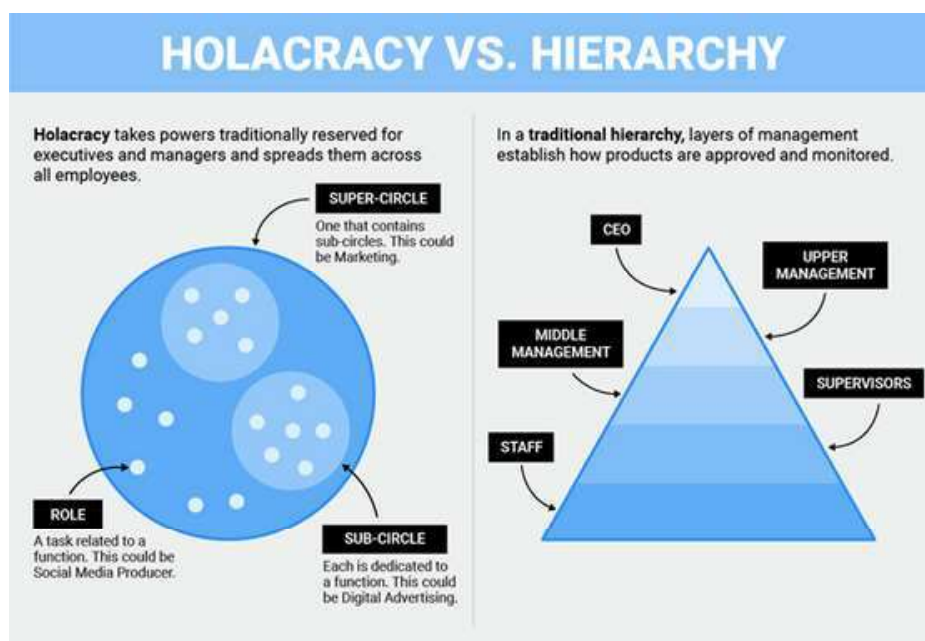 HOLACRACY VS. HIERARCHY
Holacracy takes powers traditionally reserved for
executives and managers and spreads them across
all employees.
SUPER-CIRCLE
One that contains
sub-circles. This could
be Marketing.
ROLE
A task related to a
function. This could be
Social Media Producer.
SUB-CIRCLE
Each is dedicated to
a function. This could
be Digital Advertising.
In a traditional hierarchy, layers of management
establish how products are approved and monitored.
CEO
UPPER
MANAGEMENT
MIDDLE
MANAGEMENT
SUPERVISORS
STAFF